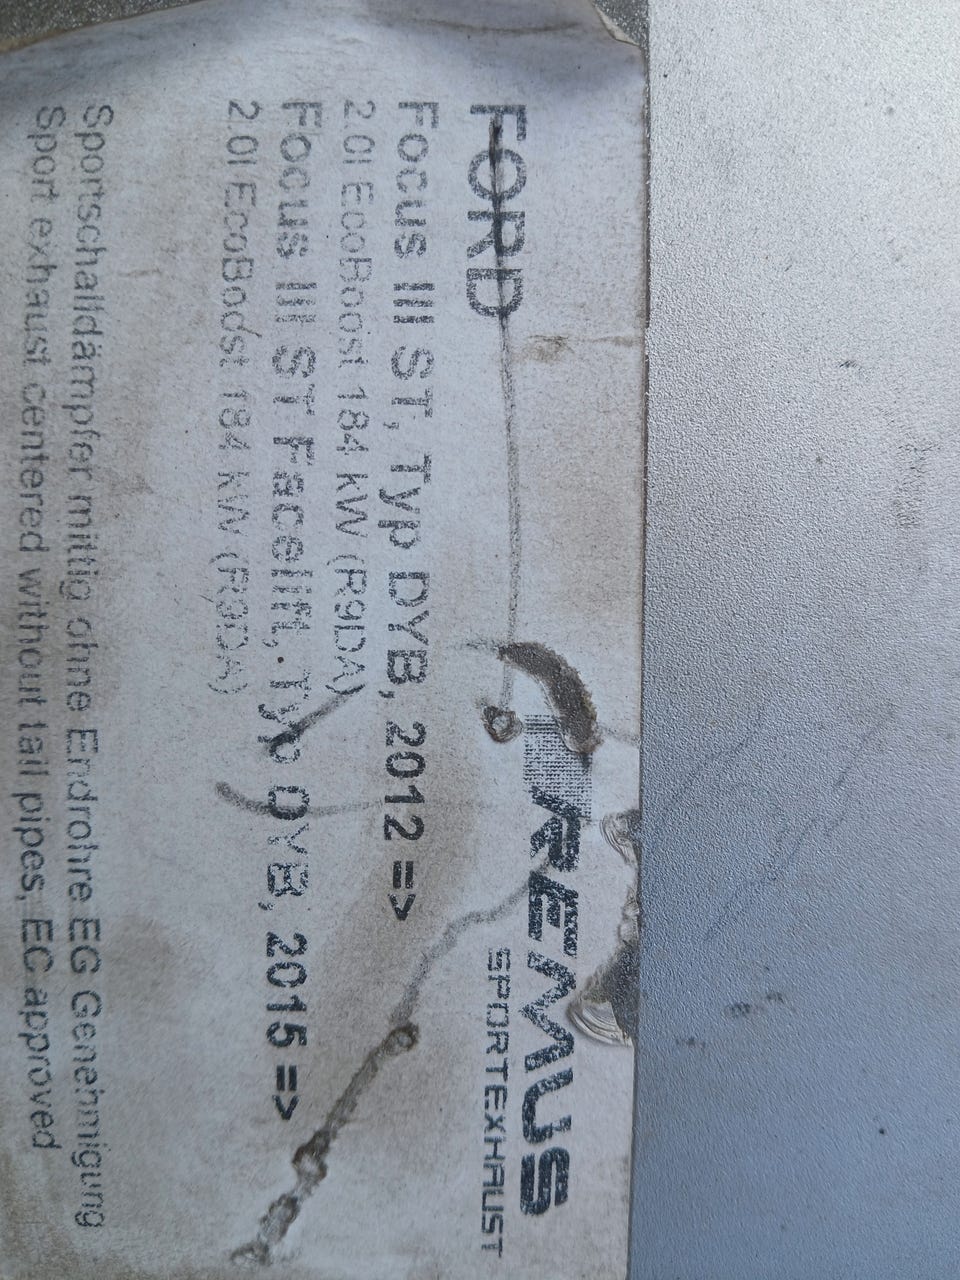 FORD
REMUS
SPORTEXHAUST
Focus III ST, Typ DYB, 2012 =>
2.0l EcoBoost 184 kW (R9DA)
Focus III ST Facelift, Typ DYB, 2015 =>
2.0l EcoBoost 184 kW (R9DA)
Sportschalldämpfer mittig ohne Endrohre EG Genehmigung
Sport exhaust centered without tail pipes, EC approved